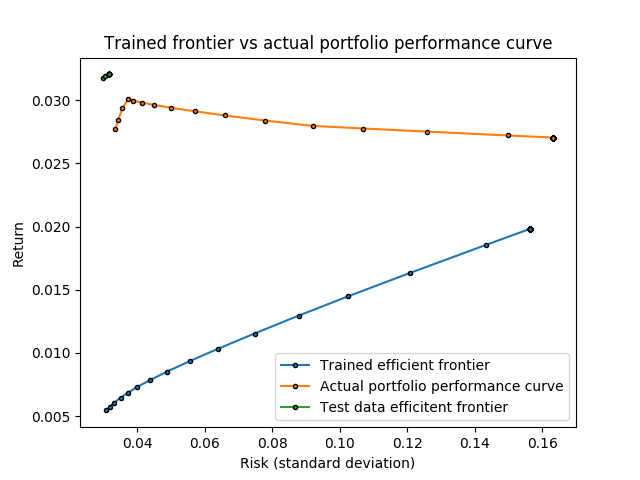 Trained frontier vs actual portfolio performance curve
Return
0.030
0.025
0.020
0.015
0.010
0.005
Trained efficient frontier
Actual portfolio performance curve
Test data efficitent frontier
0.04 0.06 0.08 0.10 0.12 0.14 0.16
Risk (standard deviation)